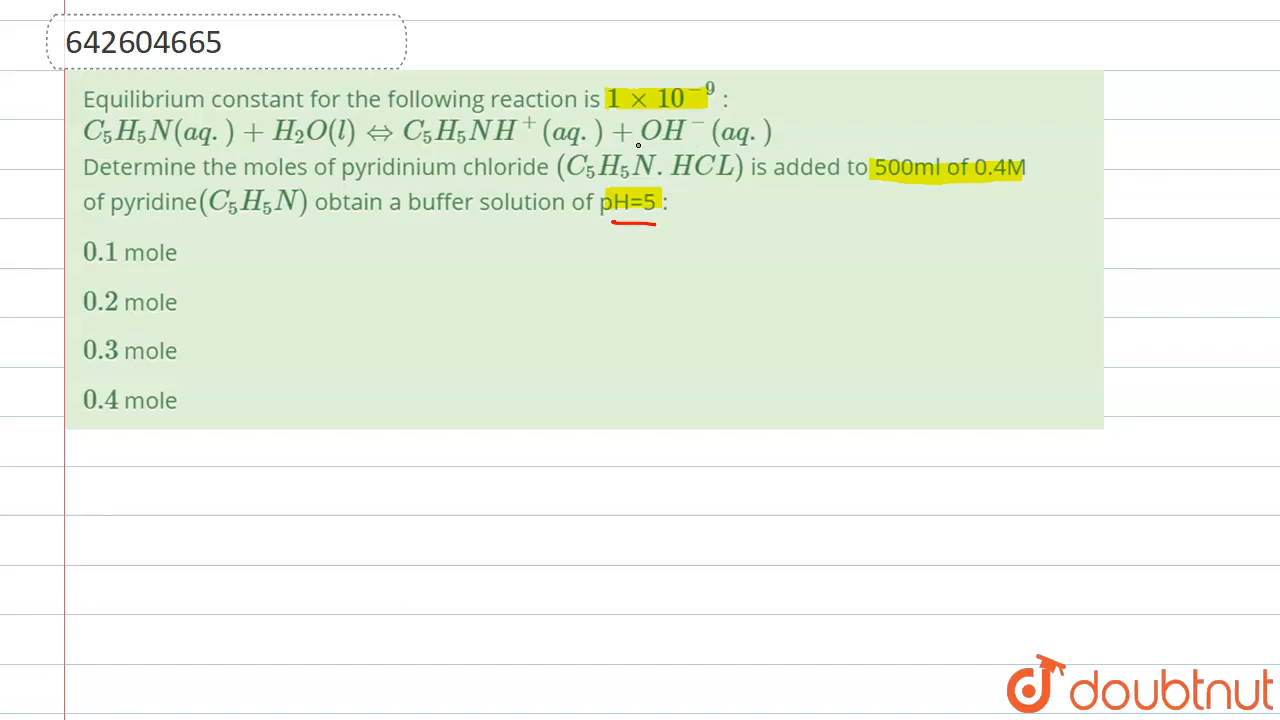 642604665
Equilibrium constant for the following reaction is 1 × 10⁻⁹ :
C₅H₅N(aq.) + H₂O(l) ⇔ C₅H₅NH⁺(aq.) + OH⁻(aq.)
Determine the moles of pyridinium chloride (C₅H₅N. HCL) is added to 500ml of 0.4M
of pyridine(C₅H₅N) obtain a buffer solution of pH=5 :
0.1 mole
0.2 mole
0.3 mole
0.4 mole
doubtnut